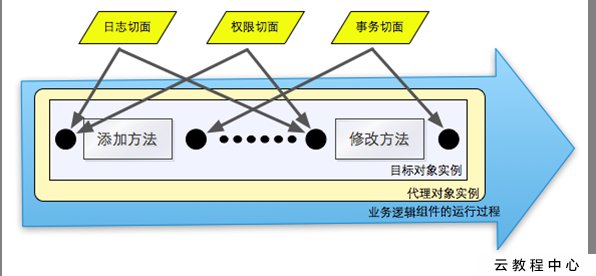 日志切面
权限切面
事务切面
添加方法
修改方法
目标对象实例
代理对象实例
业务逻辑组件的运行过程
云教程中心